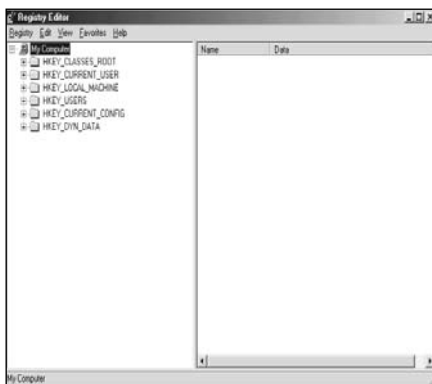 Registry Editor
Registry Edit View Favorites Help
My Computer
Name Data
HKEY_CLASSES_ROOT
HKEY_CURRENT_USER
HKEY_LOCAL_MACHINE
HKEY_USERS
HKEY_CURRENT_CONFIG
HKEY_DYN_DATA
My Computer